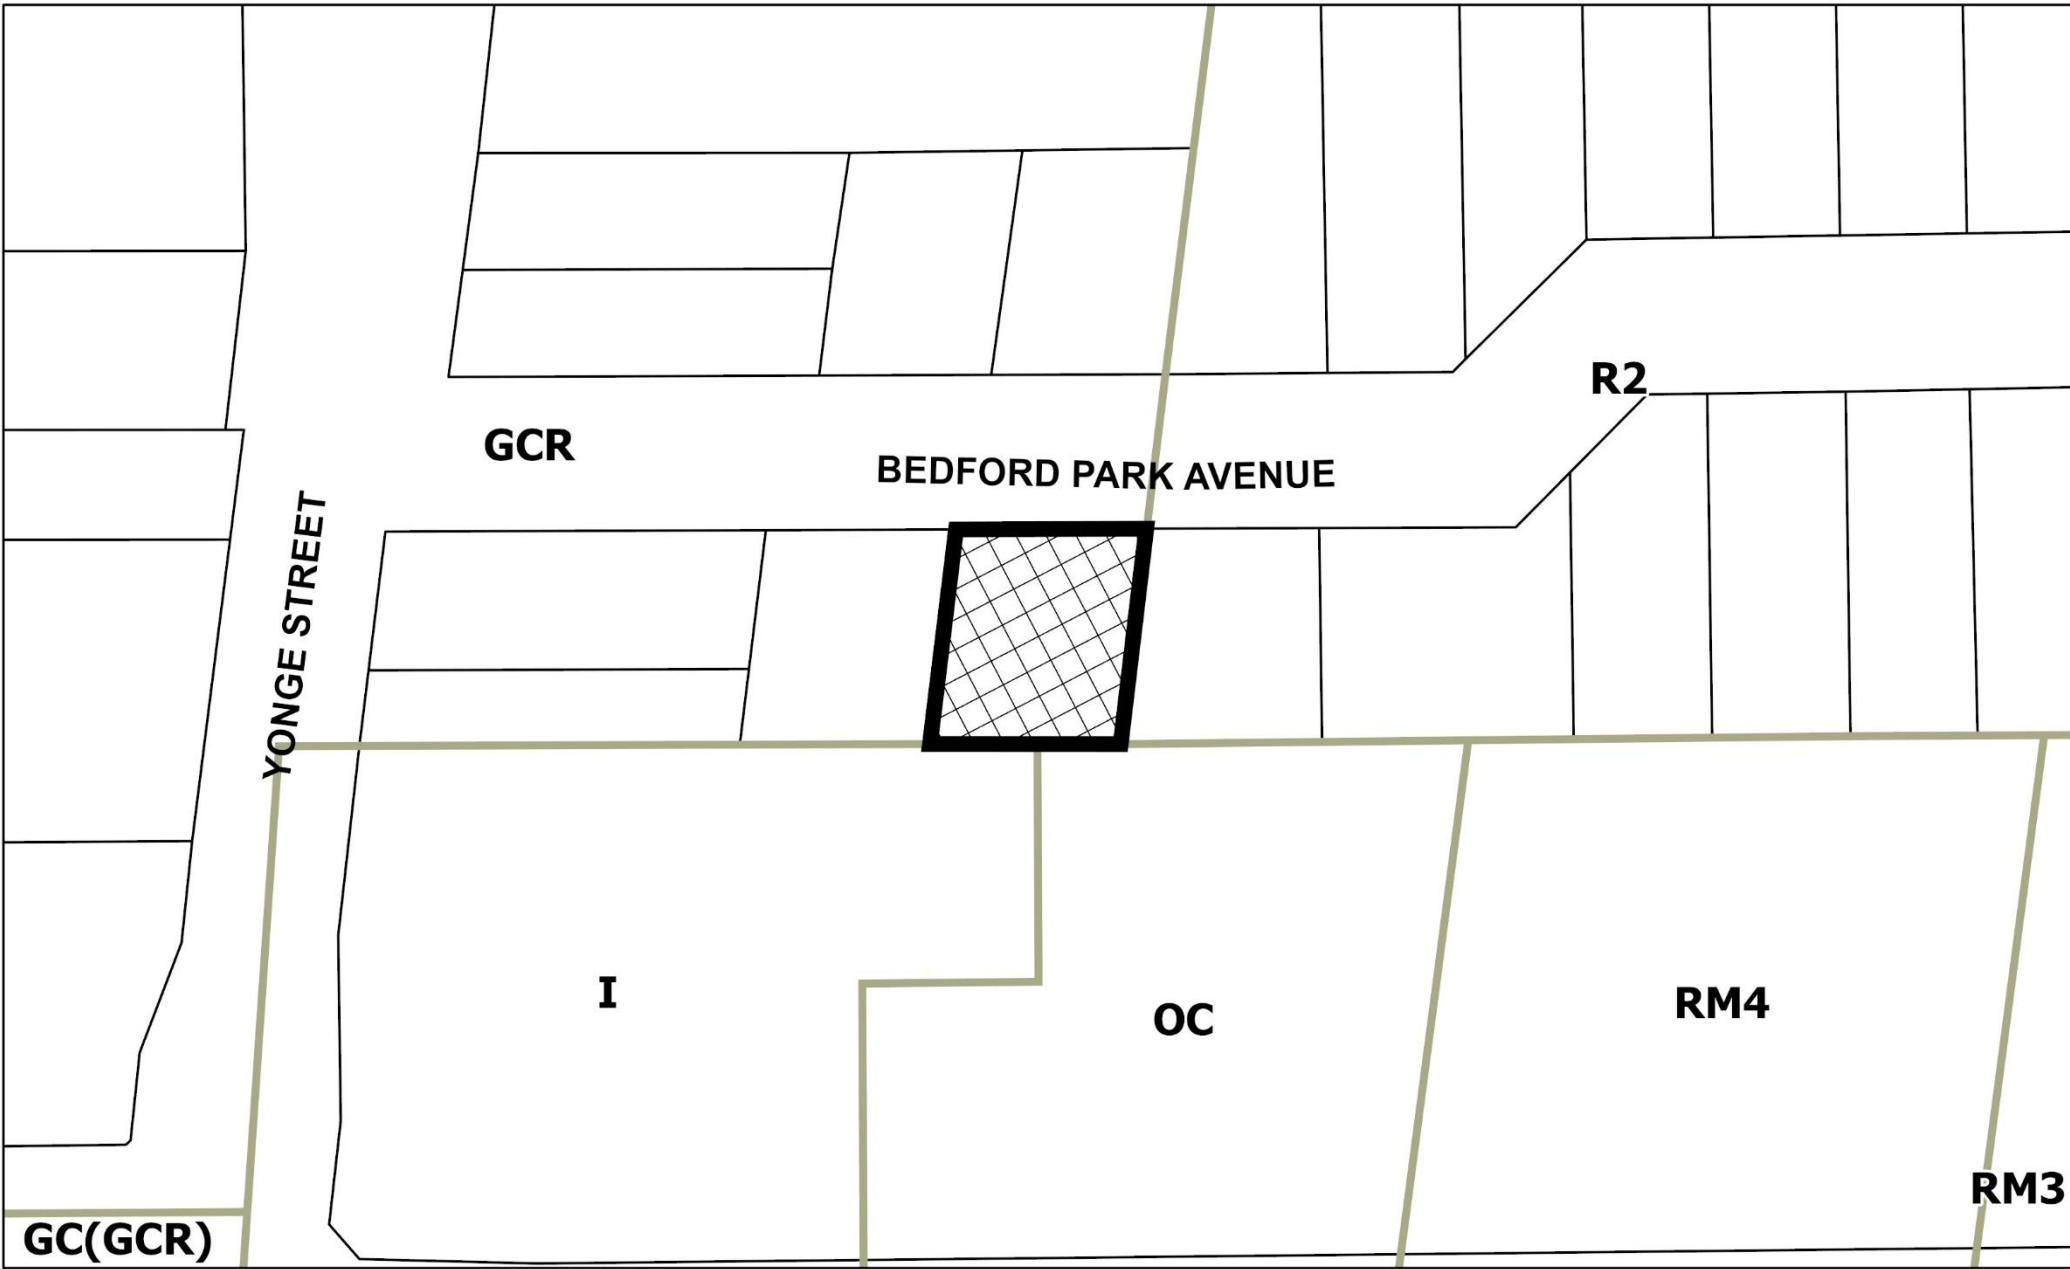 R2
GCR
BEDFORD PARK AVENUE
YONGE STREET
I
OC
RM4
RM3
GC(GCR)